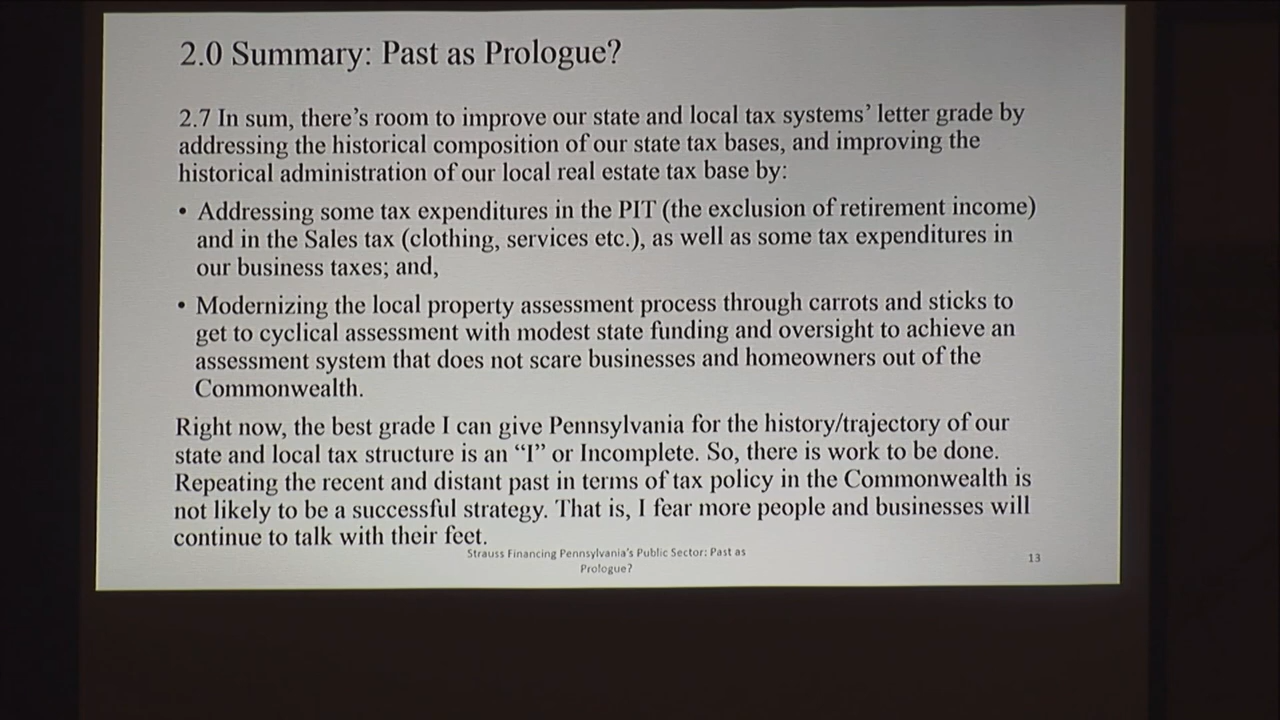 2.0 Summary: Past as Prologue?
2.7 In sum, there's room to improve our state and local tax systems' letter grade by
addressing the historical composition of our state tax bases, and improving the
historical administration of our local real estate tax base by:
• Addressing some tax expenditures in the PIT (the exclusion of retirement income)
and in the Sales tax (clothing, services etc.), as well as some tax expenditures in
our business taxes; and,
• Modernizing the local property assessment process through carrots and sticks to
get to cyclical assessment with modest state funding and oversight to achieve an
assessment system that does not scare businesses and homeowners out of the
Commonwealth.
Right now, the best grade I can give Pennsylvania for the history/trajectory of our
state and local tax structure is an “I” or Incomplete. So, there is work to be done.
Repeating the recent and distant past in terms of tax policy in the Commonwealth is
not likely to be a successful strategy. That is, I fear more people and businesses will
continue to talk with their feet.
Strauss Financing Pennsylvania's Public Sector: Past as
Prologue?
13